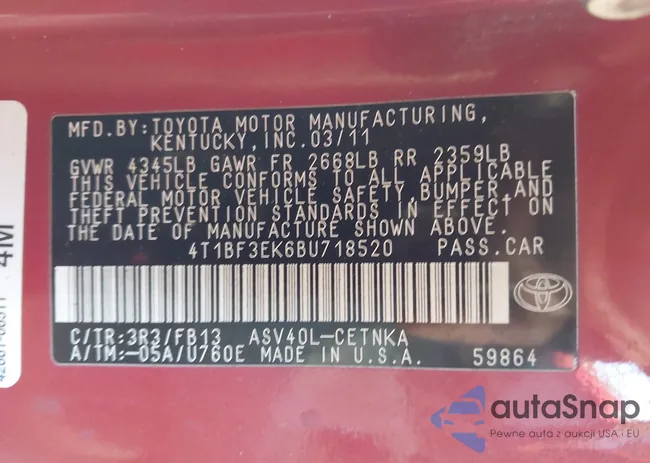 MFD.BY:TOYOTA MOTOR MANUFACTURING,
KENTUCKY, INC. 03/11
GVWR 4345LB GAWR FR 2668LB RR 2359LB
THIS VEHICLE CONFORMS TO ALL APPLICABLE
FEDERAL MOTOR VEHICLE SAFETY, BUMPER, AND
THEFT PREVENTION STANDARDS IN EFFECT ON
THE DATE OF MANUFACTURE SHOWN ABOVE.
4T1BF3EK6BU718520 PASS.CAR
C/TR:3R3/FB13 ASV40L-CETNKA
A/TM:-05A/U760E MADE IN U.S.A. 59864
4M
autaSnap
Pewne auta z aukcji USA i EU